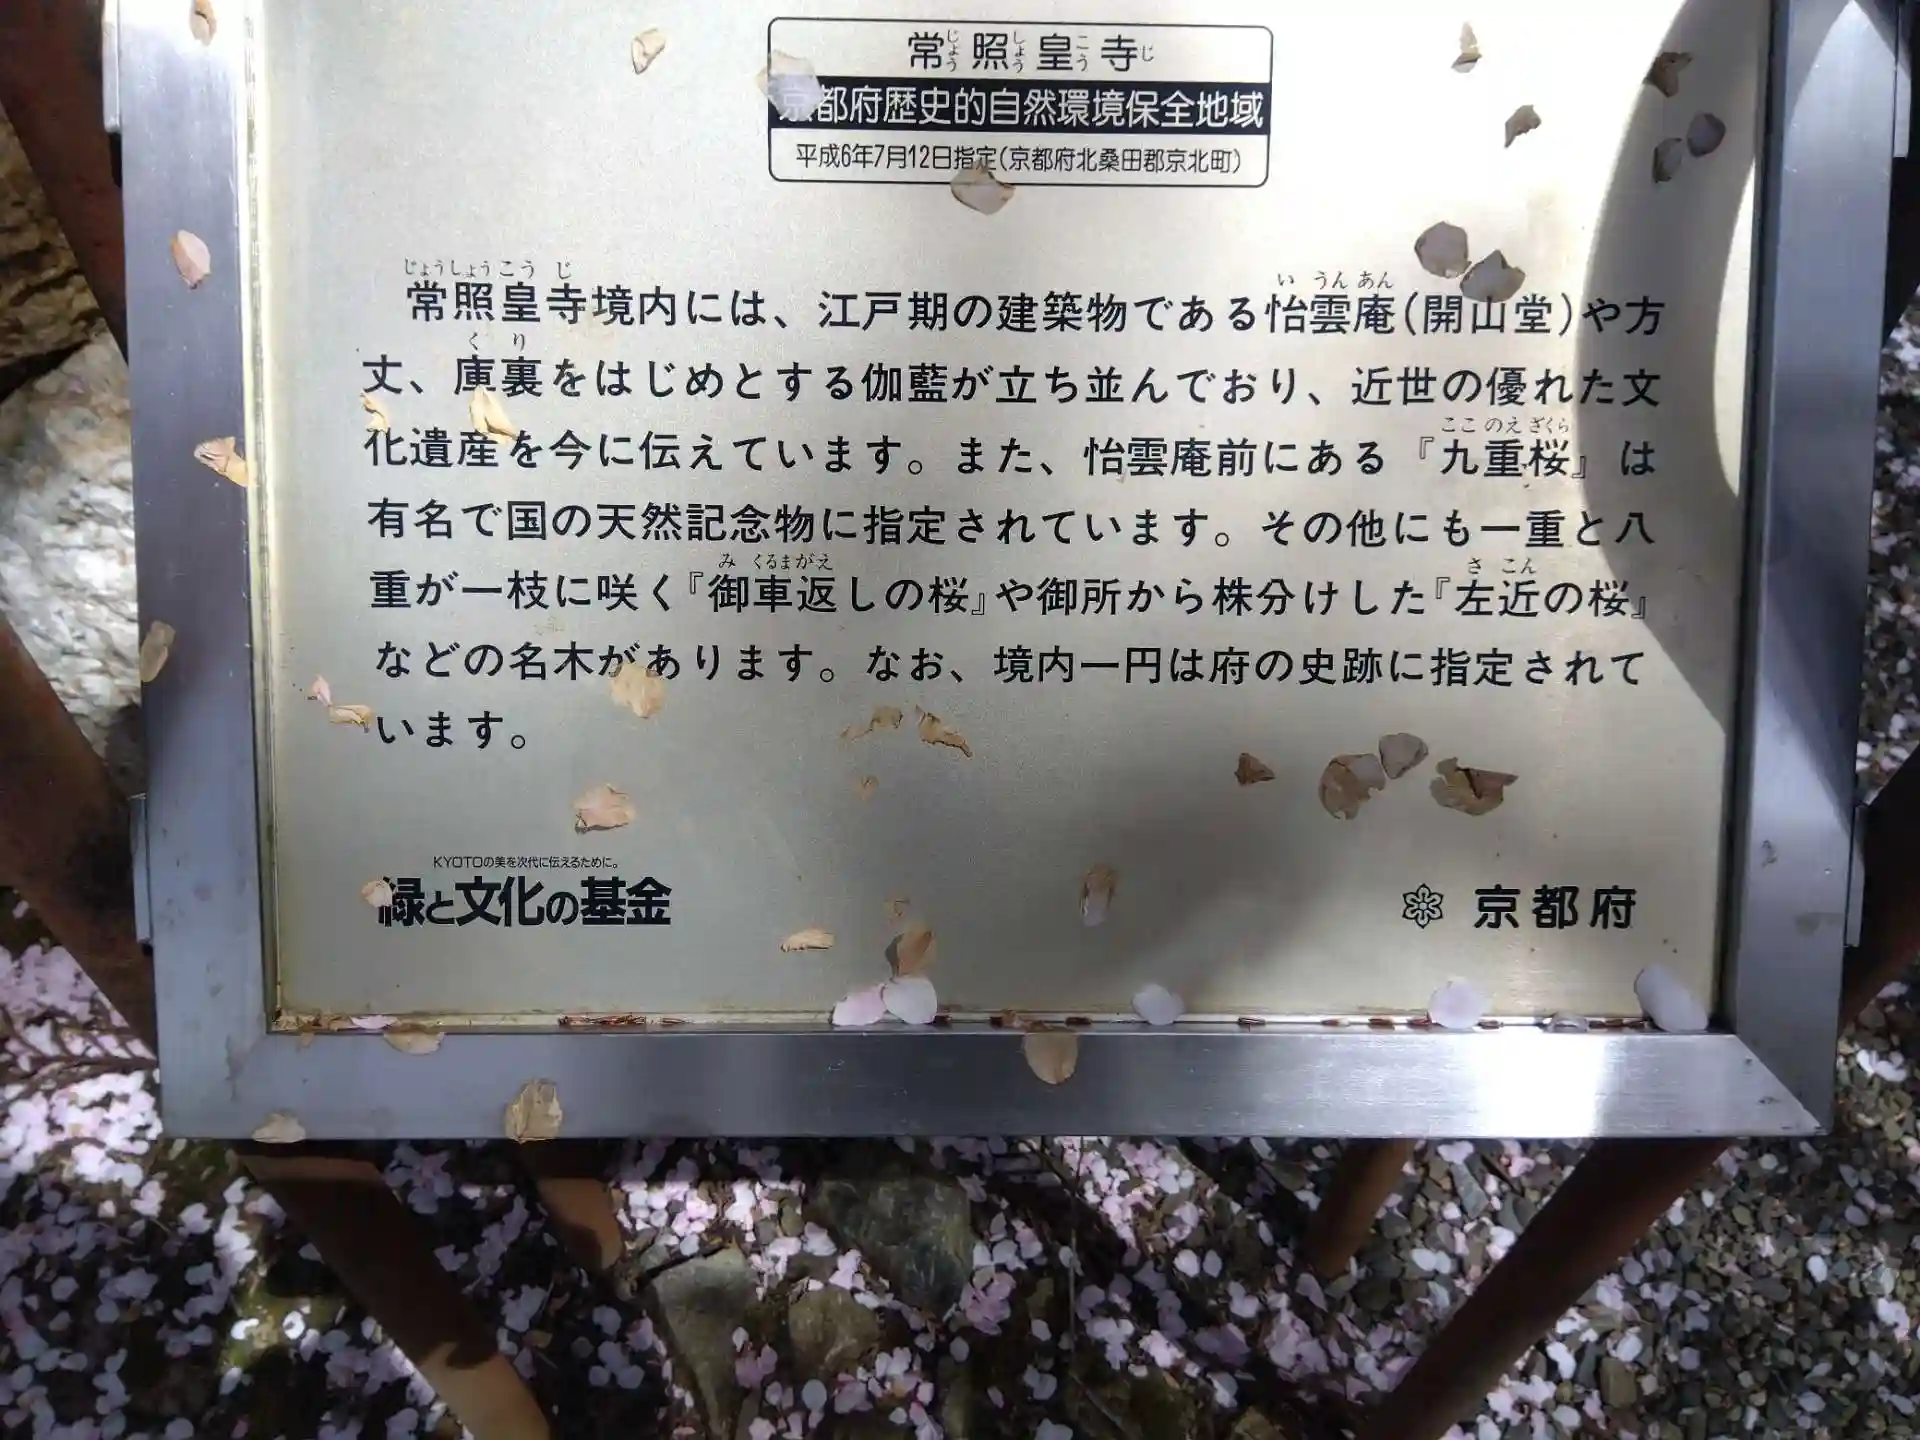 常照皇寺
京都府歴史的自然環境保全地域
平成6年7月12日指定(京都府北桑田郡京北町)
常照皇寺境内には、江戸期の建築物である怡雲庵(開山堂)や方
丈、庫裏をはじめとする伽藍が立ち並んでおり、近世の優れた文
化遺産を今に伝えています。また、怡雲庵前にある『九重桜』は
有名で国の天然記念物に指定されています。その他にも一重と八
重が一枝に咲く『御車返しの桜』や御所から株分けした『左近の桜』
などの名木があります。なお、境内一円は府の史跡に指定されて
います。
KYOTOの美を次代に伝えるために。
緑と文化の基金
京都府